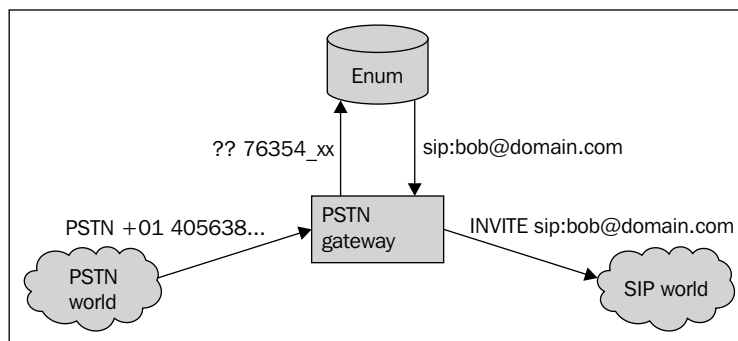 Enum
?? 76354_xx
sip:bob@domain.com
PSTN +01 405638...
PSTN
gateway
INVITE sip:bob@domain.com
PSTN
world
SIP world